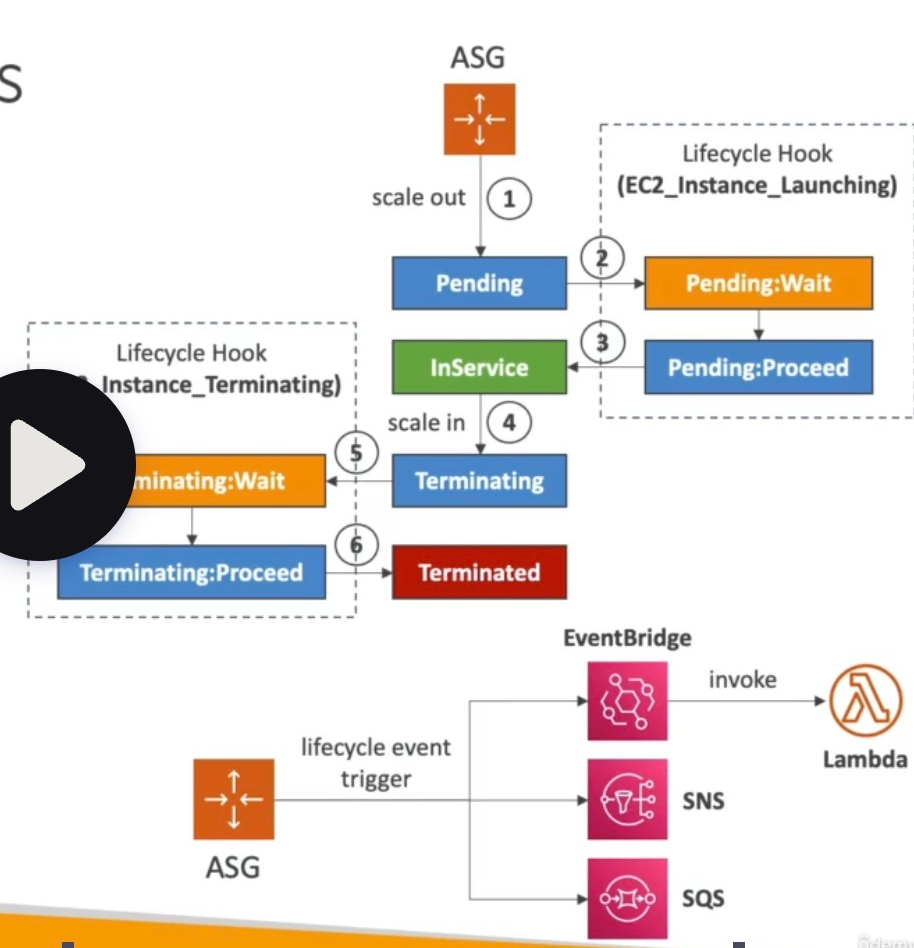 S
ASG
scale out
1
Lifecycle Hook
(EC2_Instance_Launching)
Pending
2
Pending:Wait
InService
3
Pending:Proceed
Lifecycle Hook
_Instance_Terminating)
scale in
4
minating:Wait
5
Terminating
Terminating:Proceed
6
Terminated
EventBridge
invoke
Lambda
lifecycle event
trigger
ASG
SNS
SQS